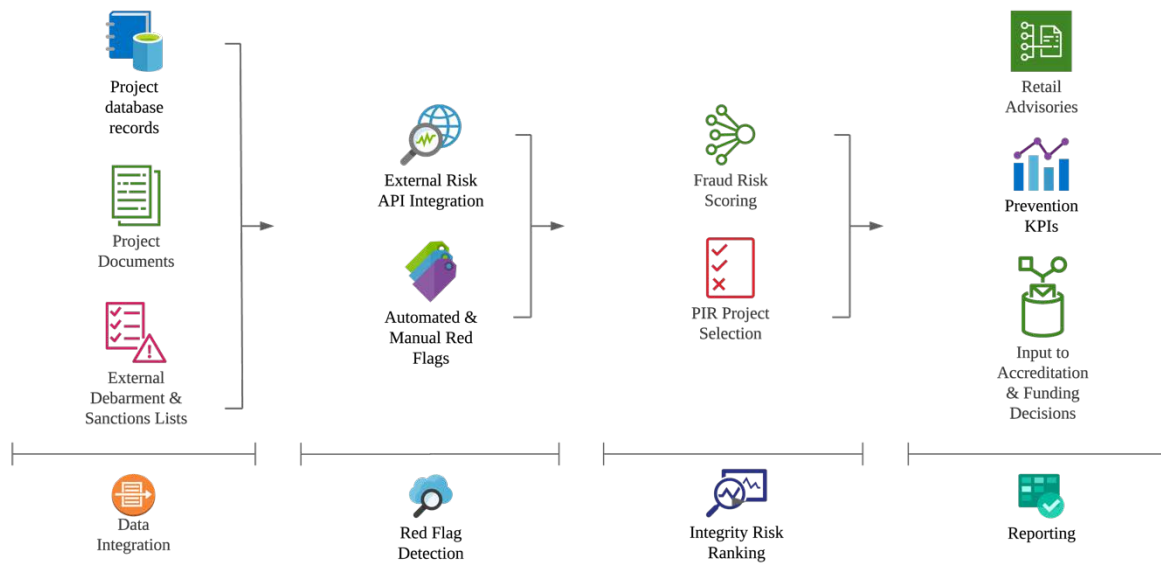 Project
database
records
Project
Documents
External
Debarment &
Sanctions Lists
External Risk
API Integration
Automated &
Manual Red
Flags
Fraud Risk
Scoring
PIR Project
Selection
Retail
Advisories
Prevention
KPIs
Input to
Accreditation
& Funding
Decisions
Data
Integration
Red Flag
Detection
Integrity Risk
Ranking
Reporting